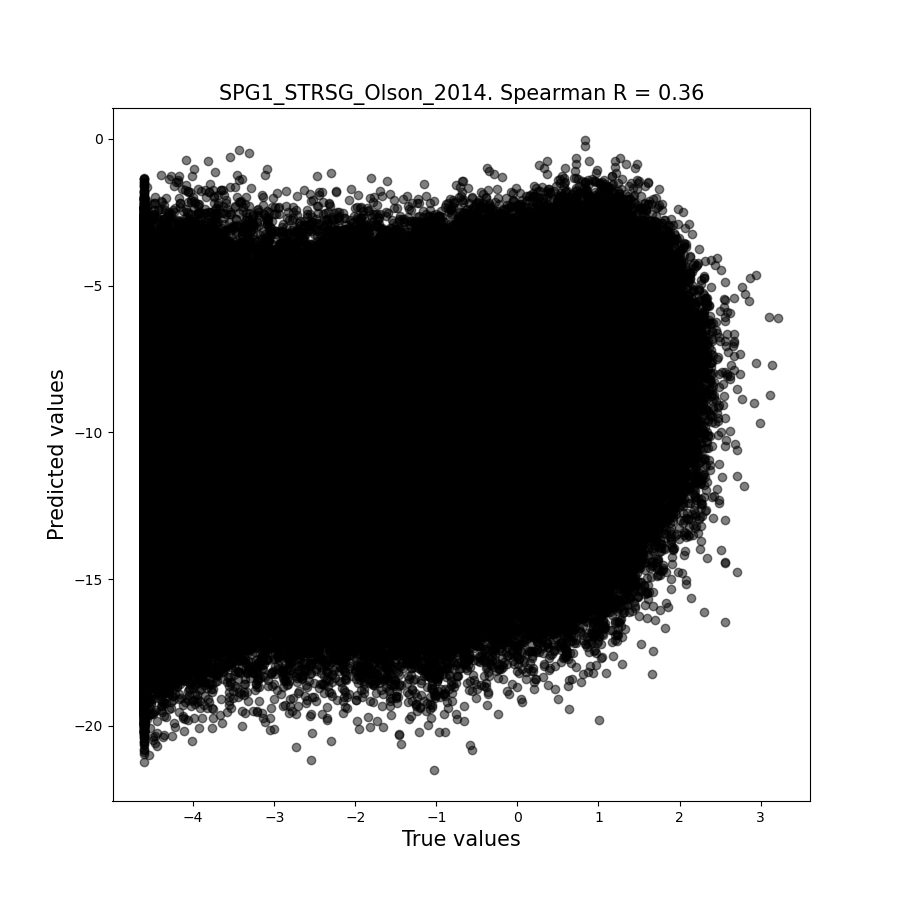 SPG1_STRSG_Olson_2014. Spearman R = 0.36
0
−5
−10
−15
−20
Predicted values
−4 −3 −2 −1 0 1 2 3
True values